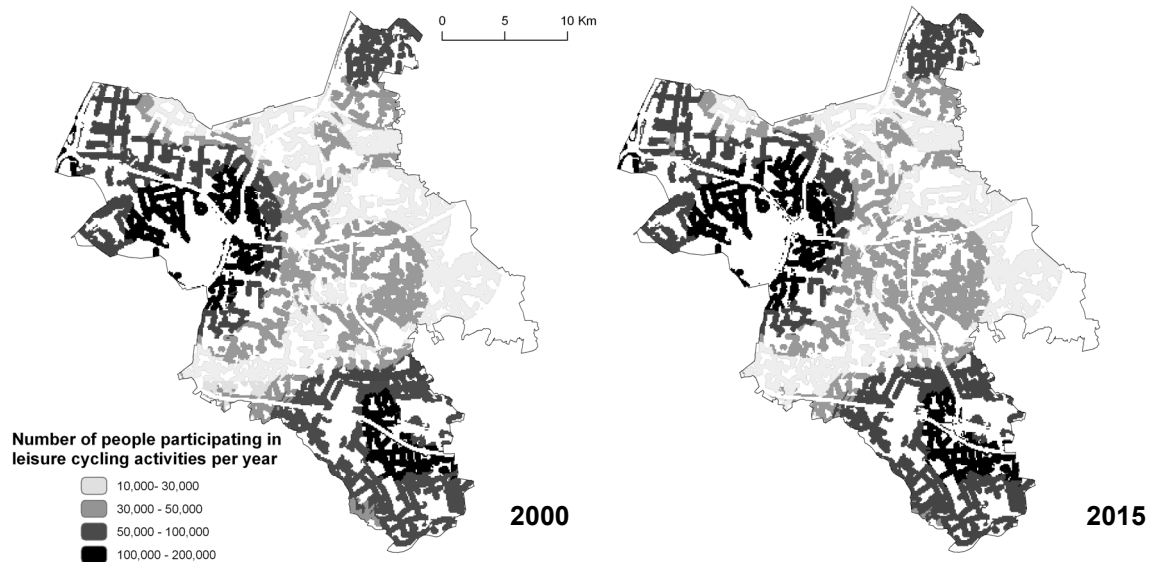 0 5 10 Km
Number of people participating in
leisure cycling activities per year
10,000- 30,000
30,000 - 50,000
50,000 - 100,000
100,000 - 200,000
2000
2015